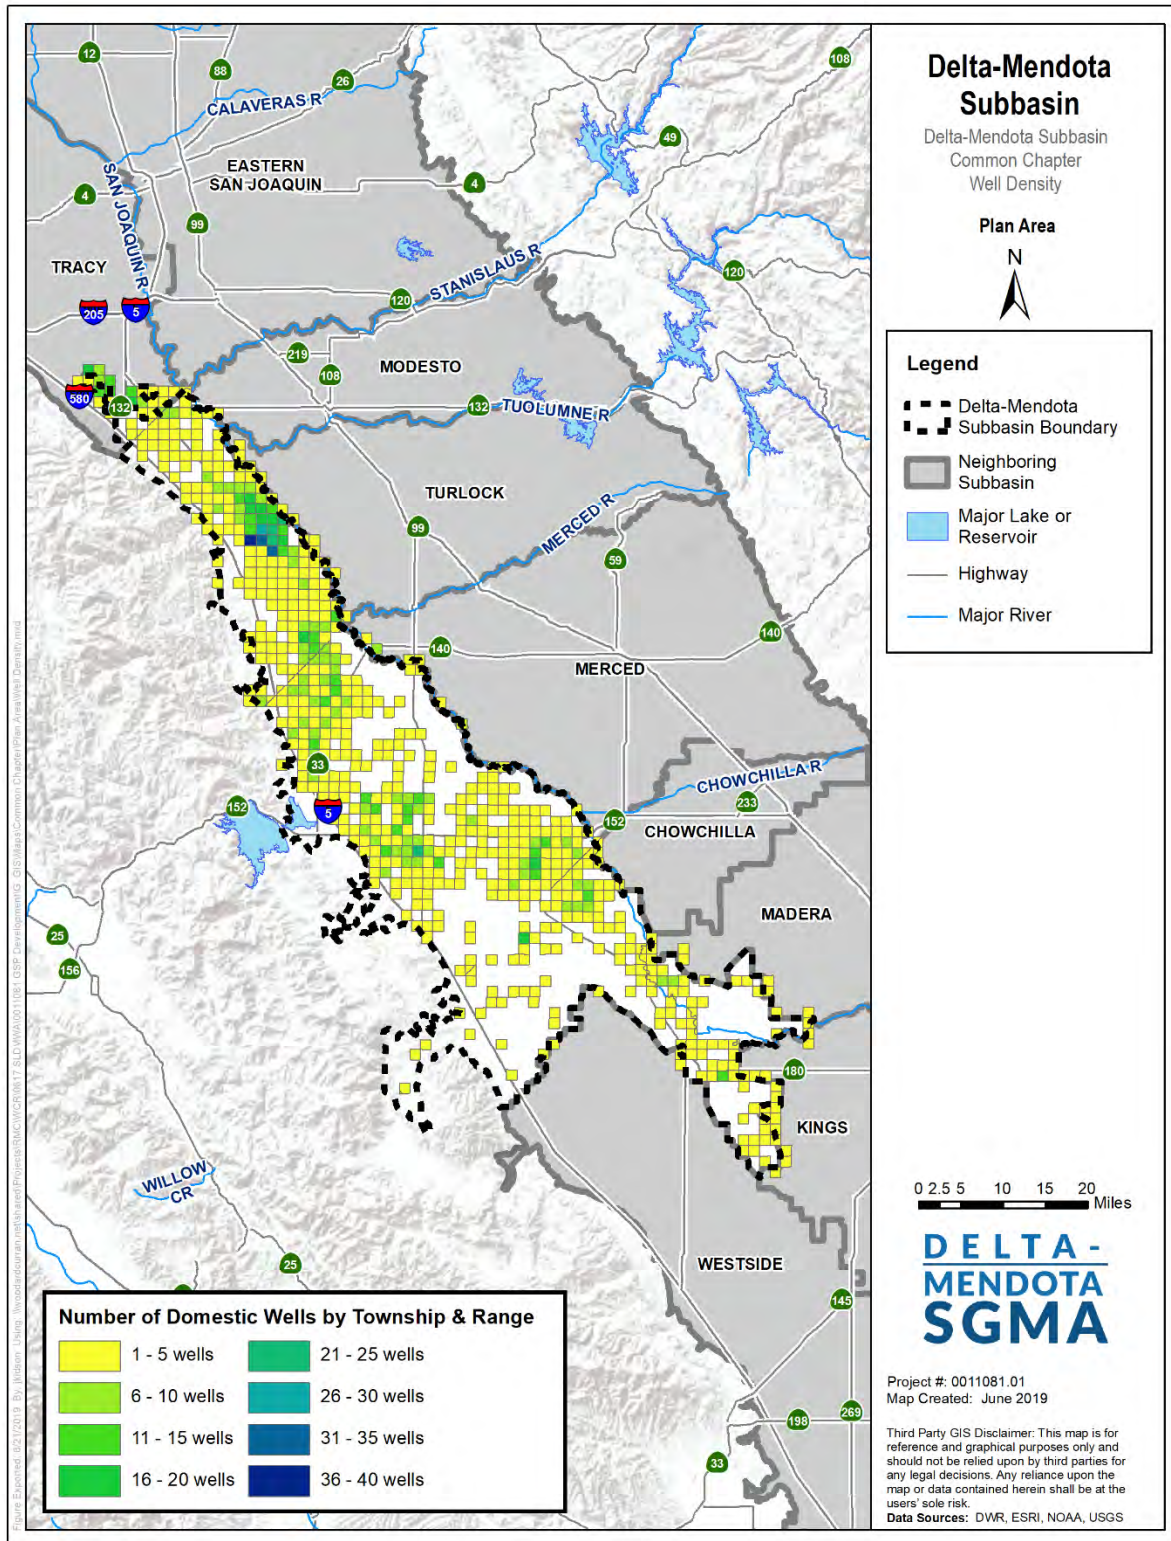 Delta-Mendota
Subbasin
Delta-Mendota Subbasin
Common Chapter
Well Density
Plan Area
N
Legend
Delta-Mendota
Subbasin Boundary
Neighboring
Subbasin
Major Lake or
Reservoir
Highway
Major River
0 2.5 5 10 15 20
Miles
DELTA-
MENDOTA
SGMA
Project #: 0011081.01
Map Created: June 2019
Third Party GIS Disclaimer: This map is for
reference and graphical purposes only and
should not be relied upon by third parties for
any legal decisions. Any reliance upon the
map or data contained herein shall be at the
users' sole risk.
Data Sources: DWR, ESRI, NOAA, USGS
12
88
26
108
CALAVERAS R
49
EASTERN
SAN JOAQUIN
4
4
SAN JOAQUIN R
99
TRACY
STANISLAUS R
120
120
205
5
219
108
MODESTO
580
132
132
TUOLUMNE R
TURLOCK
99
MERCED R
59
140
140
MERCED
33
CHOWCHILLA R
233
152
5
152
CHOWCHILLA
MADERA
25
156
180
KINGS
WILLOW
CR
25
WESTSIDE
145
198
269
33
Number of Domestic Wells by Township & Range
1 - 5 wells
6 - 10 wells
11 - 15 wells
16 - 20 wells
21 - 25 wells
26 - 30 wells
31 - 35 wells
36 - 40 wells